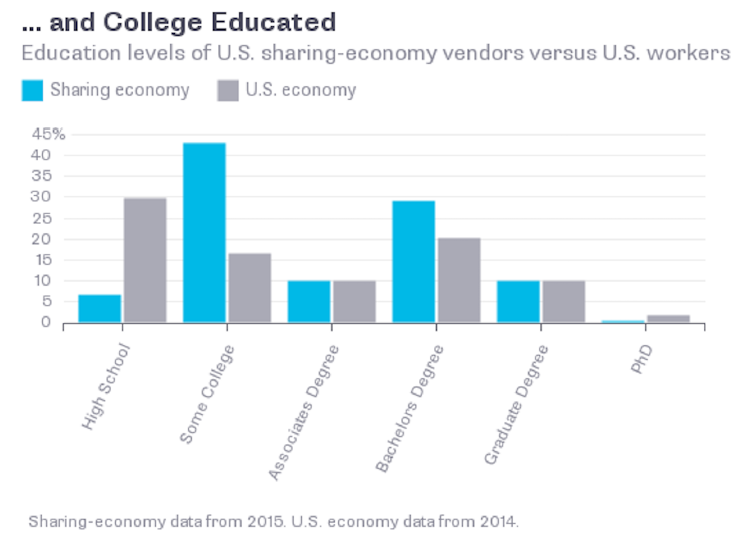 ... and College Educated
Education levels of U.S. sharing-economy vendors versus U.S. workers
Sharing economy U.S. economy
45%
40
35
30
25
20
15
10
5
0
High School
Some College
Associates Degree
Bachelors Degree
Graduate Degree
PhD
Sharing-economy data from 2015. U.S. economy data from 2014.